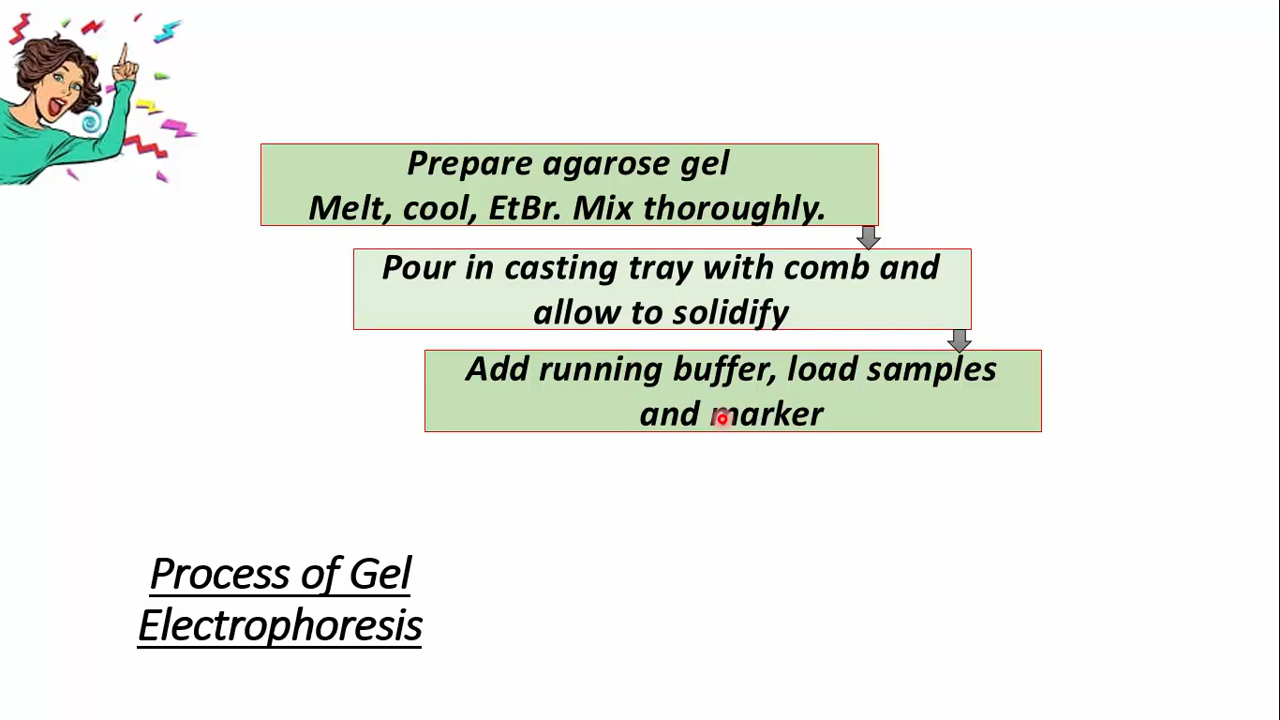 Prepare agarose gel
Melt, cool, EtBr. Mix thoroughly.
Pour in casting tray with comb and
allow to solidify
Add running buffer, load samples
and marker
Process of Gel
Electrophoresis